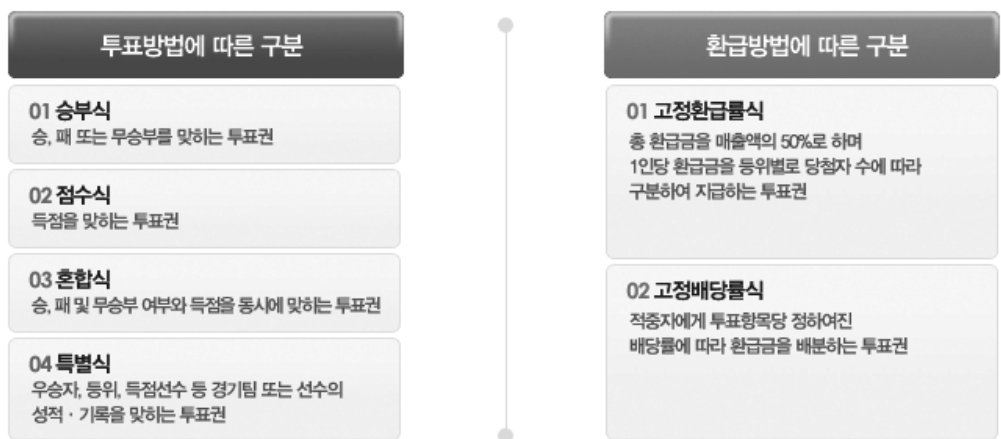 투표방법에 따른 구분
01 승부식
승, 패 또는 무승부를 맞히는 투표권
02 점수식
득점을 맞히는 투표권
03 혼합식
승, 패 및 무승부 여부와 득점을 동시에 맞히는 투표권
04 특별식
우승자, 등위, 득점선수 등 경기팀 또는 선수의
성적 · 기록을 맞히는 투표권
환급방법에 따른 구분
01 고정환급률식
총 환급금을 매출액의 50%로 하며
1인당 환급금을 등위별로 당첨자 수에 따라
구분하여 지급하는 투표권
02 고정배당률식
적중자에게 투표항목당 정하여진
배당률에 따라 환급금을 배분하는 투표권